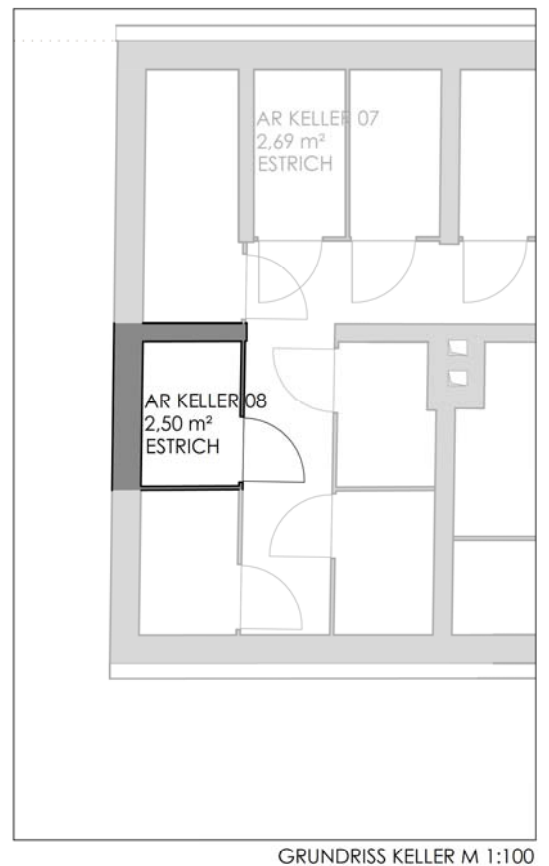 AR KELLER 07
2,69 m²
ESTRICH
AR KELLER 08
2,50 m²
ESTRICH
GRUNDRISS KELLER M 1:100